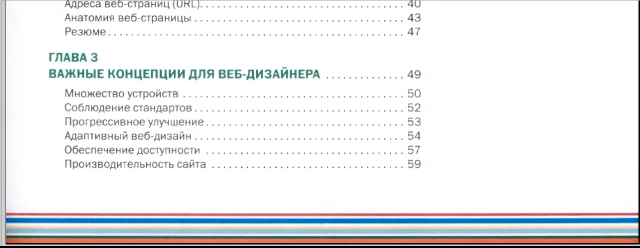 Адреса веб-страниц (URL). . . . . . . . . . . . . . . . . . . . . . . . . . . . . . . 40
Анатомия веб-страницы . . . . . . . . . . . . . . . . . . . . . . . . . . . . . . . 43
Резюме . . . . . . . . . . . . . . . . . . . . . . . . . . . . . . . . . . . . . . . . . . . . 47
ГЛАВА 3
ВАЖНЫЕ КОНЦЕПЦИИ ДЛЯ ВЕБ-ДИЗАЙНЕРА . . . . . . . . . . . . 49
Множество устройств . . . . . . . . . . . . . . . . . . . . . . . . . . . . . . . . . 50
Соблюдение стандартов . . . . . . . . . . . . . . . . . . . . . . . . . . . . . . . 52
Прогрессивное улучшение . . . . . . . . . . . . . . . . . . . . . . . . . . . . . 53
Адаптивный веб-дизайн . . . . . . . . . . . . . . . . . . . . . . . . . . . . . . . 54
Обеспечение доступности . . . . . . . . . . . . . . . . . . . . . . . . . . . . . 57
Производительность сайта . . . . . . . . . . . . . . . . . . . . . . . . . . . . 59